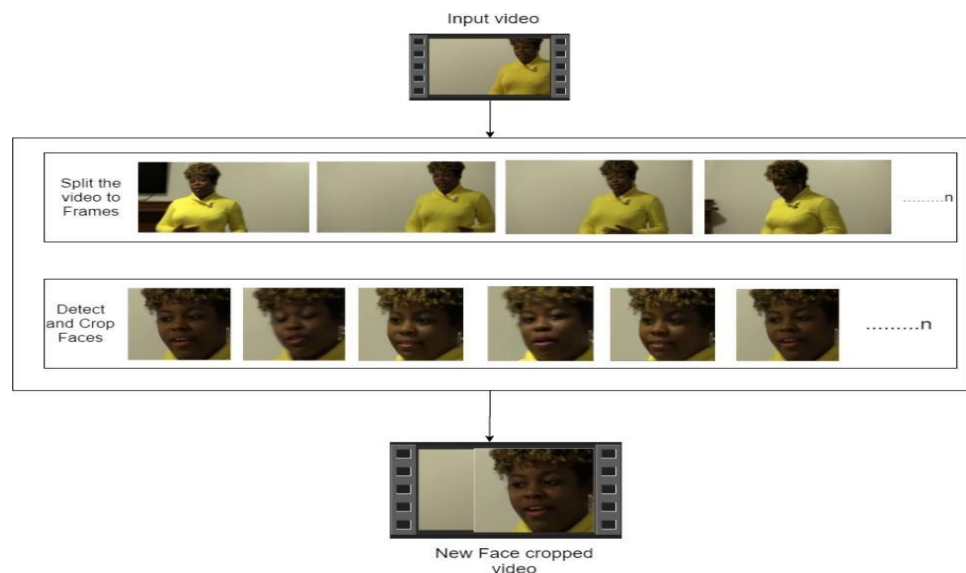 Input video
Split the
video to
Frames
..........n
Detect
and Crop
Faces
.........n
New Face cropped
video